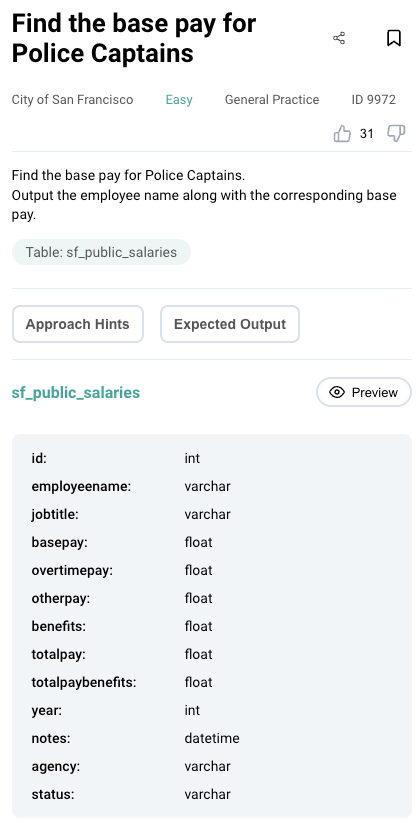 Find the base pay for
Police Captains
City of San Francisco Easy General Practice ID 9972
31
Find the base pay for Police Captains.
Output the employee name along with the corresponding base
pay.
Table: sf_public_salaries
Approach Hints Expected Output
sf_public_salaries Preview
id: int
employeename: varchar
jobtitle: varchar
basepay: float
overtimepay: float
otherpay: float
benefits: float
totalpay: float
totalpaybenefits: float
year: int
notes: datetime
agency: varchar
status: varchar